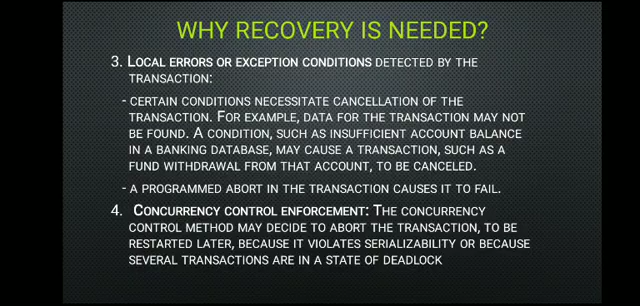 WHY RECOVERY IS NEEDED?
3. LOCAL ERRORS OR EXCEPTION CONDITIONS DETECTED BY THE
TRANSACTION:
- CERTAIN CONDITIONS NECESSITATE CANCELLATION OF THE
TRANSACTION. FOR EXAMPLE, DATA FOR THE TRANSACTION MAY NOT
BE FOUND. A CONDITION, SUCH AS INSUFFICIENT ACCOUNT BALANCE
IN A BANKING DATABASE, MAY CAUSE A TRANSACTION, SUCH AS A
FUND WITHDRAWAL FROM THAT ACCOUNT, TO BE CANCELED.
- A PROGRAMMED ABORT IN THE TRANSACTION CAUSES IT TO FAIL.
4. CONCURRENCY CONTROL ENFORCEMENT: THE CONCURRENCY
CONTROL METHOD MAY DECIDE TO ABORT THE TRANSACTION, TO BE
RESTARTED LATER, BECAUSE IT VIOLATES SERIALIZABILITY OR BECAUSE
SEVERAL TRANSACTIONS ARE IN A STATE OF DEADLOCK